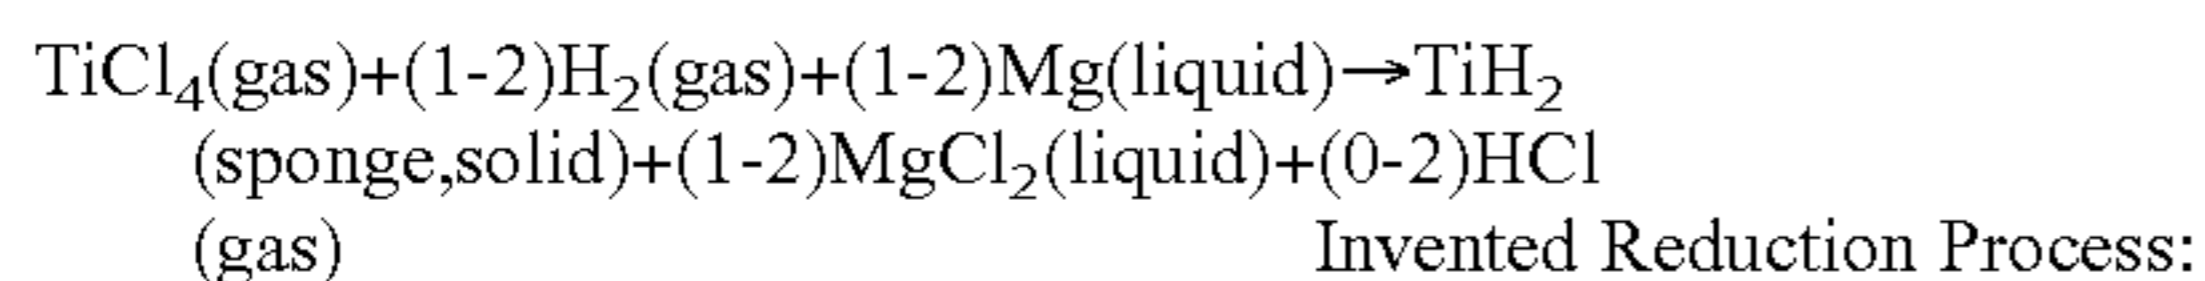 TiCl₄(gas)+(1-2)H₂(gas)+(1-2)Mg(liquid)→TiH₂
(sponge,solid)+(1-2)MgCl₂(liquid)+(0-2)HCl
(gas) Invented Reduction Process: